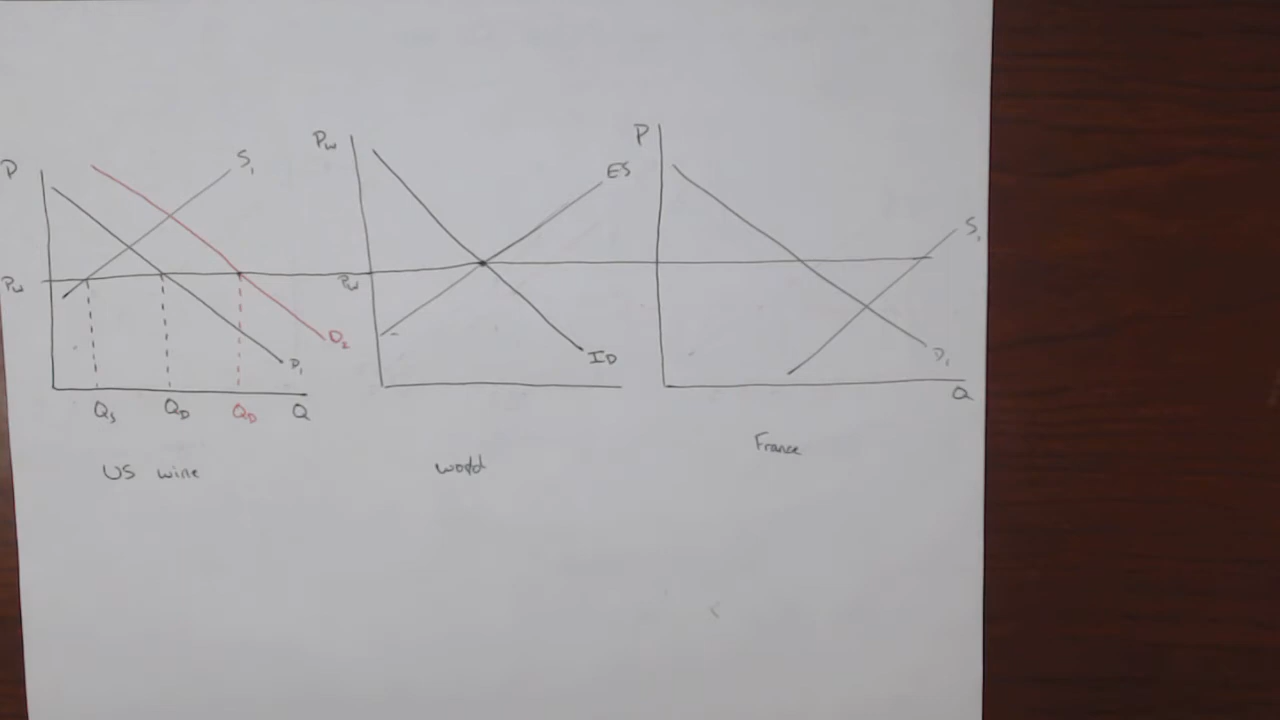 P
S₁
Pw
D₂
D₁
Qs
QD
QD
Q
US wine
Pw
ES
Pw
ID
world
P
S₁
D₁
Q
France